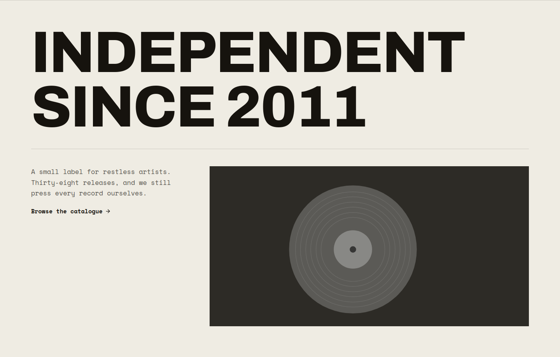 INDEPENDENT
SINCE 2011
A small label for restless artists.
Thirty-eight releases, and we still
press every record ourselves.
Browse the catalogue →